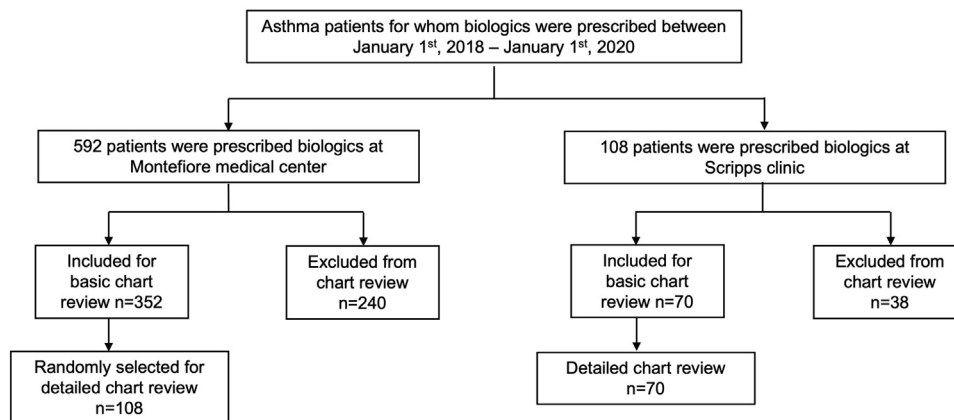 Asthma patients for whom biologics were prescribed between
January 1st, 2018 – January 1st, 2020
592 patients were prescribed biologics at
Montefiore medical center
108 patients were prescribed biologics at
Scripps clinic
Included for
basic chart
review n=352
Excluded from
chart review
n=240
Included for
basic chart
review n=70
Excluded from
chart review
n=38
Randomly selected for
detailed chart review
n=108
Detailed chart review
n=70